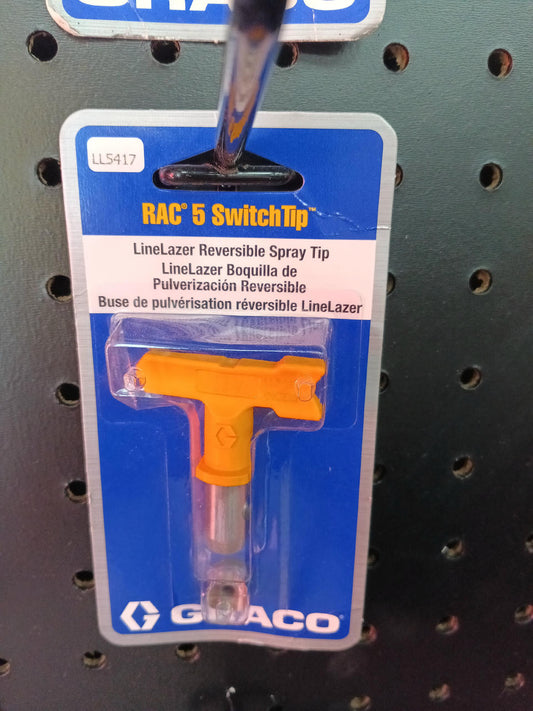 GRACO
LL5417
RAC® 5 SwitchTip™
LineLazer Reversible Spray Tip
LineLazer Boquilla de
Pulverización Reversible
Buse de pulvérisation réversible LineLazer
GRACO